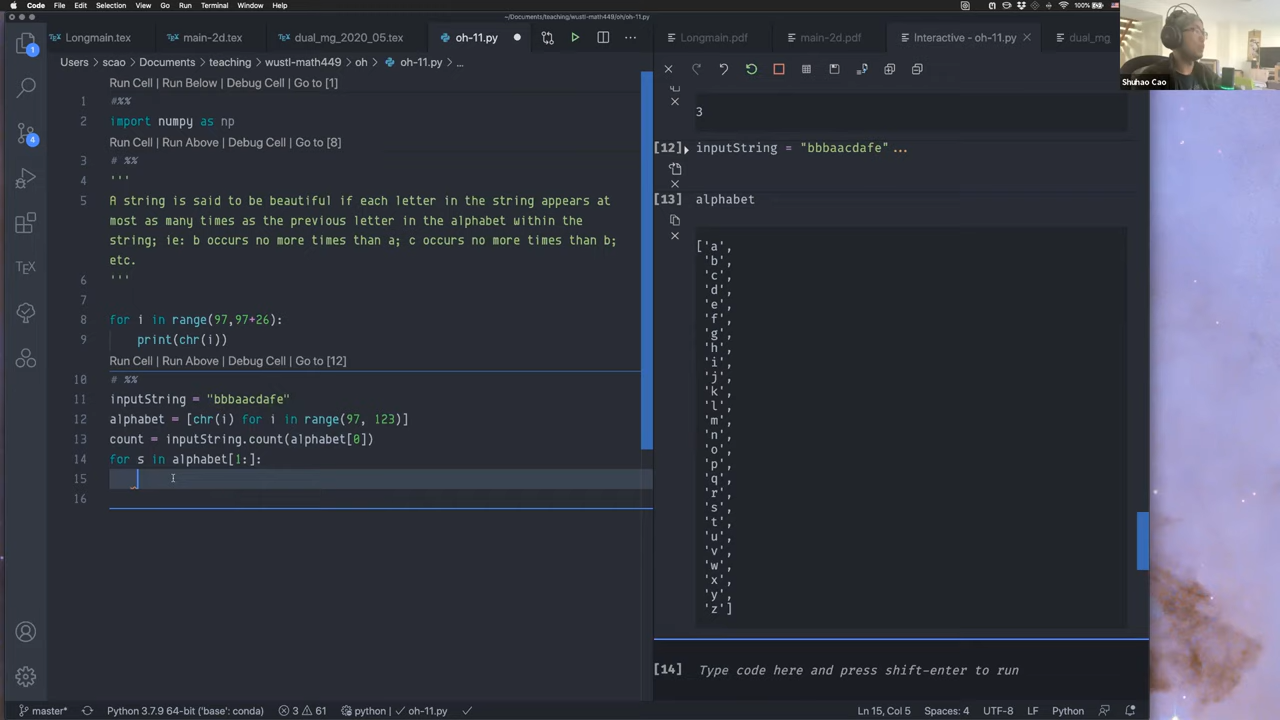 Code File Edit Selection View Go Run Terminal Window Help 100%
~/Documents/teaching/wustl-math449/oh/oh-11.py
Longmain.tex main-2d.tex dual_mg_2020_05.tex oh-11.py
Longmain.pdf main-2d.pdf Interactive - oh-11.py dual_mg
Users > scao > Documents > teaching > wustl-math449 > oh > oh-11.py > ...
Run Cell | Run Below | Debug Cell | Go to [1]
1 #%%
2 import numpy as np
Run Cell | Run Above | Debug Cell | Go to [8]
3 # %%
4 '''
5 A string is said to be beautiful if each letter in the string appears at
most as many times as the previous letter in the alphabet within the
string; ie: b occurs no more times than a; c occurs no more times than b;
etc.
6 '''
7
8 for i in range(97,97+26):
9 print(chr(i))
Run Cell | Run Above | Debug Cell | Go to [12]
10 # %%
11 inputString = "bbbaacdafe"
12 alphabet = [chr(i) for i in range(97, 123)]
13 count = inputString.count(alphabet[0])
14 for s in alphabet[1:]:
15
16
3
[12] inputString = "bbbaacdafe"...
[13] alphabet
['a',
'b',
'c',
'd',
'e',
'f',
'g',
'h',
'i',
'j',
'k',
'l',
'm',
'n',
'o',
'p',
'q',
'r',
's',
't',
'u',
'v',
'w',
'x',
'y',
'z']
[14] Type code here and press shift-enter to run
Shuhao Cao
1
4
TEX
master* Python 3.7.9 64-bit ('base': conda) 3 61 python | oh-11.py Ln 15, Col 5 Spaces: 4 UTF-8 LF Python